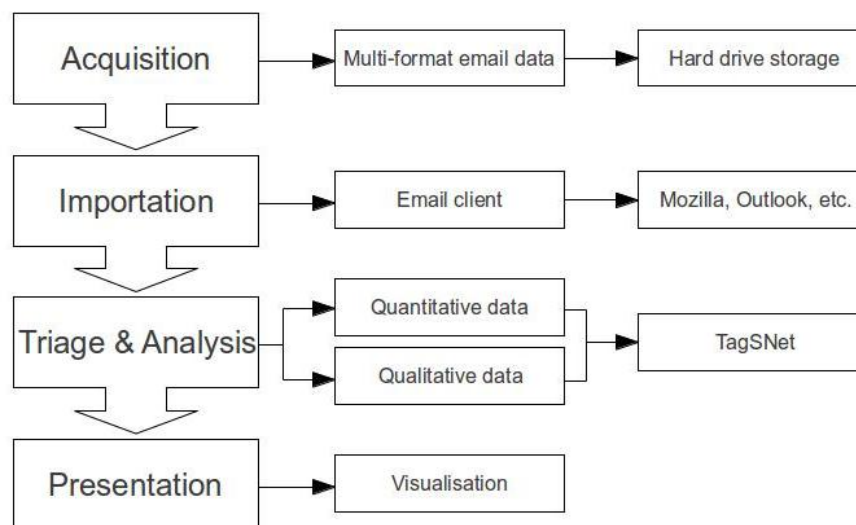 Acquisition
Multi-format email data
Hard drive storage
Importation
Email client
Mozilla, Outlook, etc.
Triage & Analysis
Quantitative data
Qualitative data
TagSNet
Presentation
Visualisation